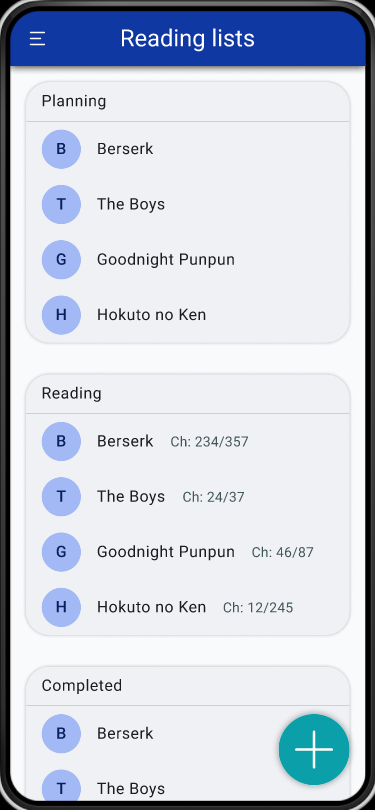 Reading lists
Planning
B Berserk
T The Boys
G Goodnight Punpun
H Hokuto no Ken
Reading
B Berserk Ch: 234/357
T The Boys Ch: 24/37
G Goodnight Punpun Ch: 46/87
H Hokuto no Ken Ch: 12/245
Completed
B Berserk
T The Boys